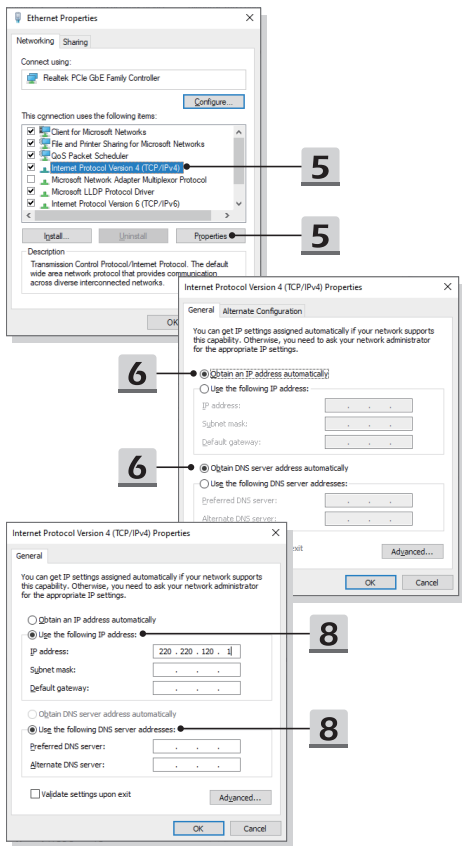 Ethernet Properties
Networking Sharing
Connect using:
Realtek PCIe GbE Family Controller
Configure...
This connection uses the following items:
Client for Microsoft Networks
File and Printer Sharing for Microsoft Networks
QoS Packet Scheduler
Internet Protocol Version 4 (TCP/IPv4)
Microsoft Network Adapter Multiplexor Protocol
Microsoft LLDP Protocol Driver
Internet Protocol Version 6 (TCP/IPv6)
Install... Uninstall Properties
Description
Transmission Control Protocol/Internet Protocol. The default
wide area network protocol that provides communication
across diverse interconnected networks.
OK
5
5
Internet Protocol Version 4 (TCP/IPv4) Properties
General Alternate Configuration
You can get IP settings assigned automatically if your network supports
this capability. Otherwise, you need to ask your network administrator
for the appropriate IP settings.
Obtain an IP address automatically
Use the following IP address:
IP address:
Subnet mask:
Default gateway:
Obtain DNS server address automatically
Use the following DNS server addresses:
Preferred DNS server:
Alternate DNS server:
exit
Advanced...
OK Cancel
6
6
Internet Protocol Version 4 (TCP/IPv4) Properties
General
You can get IP settings assigned automatically if your network supports
this capability. Otherwise, you need to ask your network administrator
for the appropriate IP settings.
Obtain an IP address automatically
Use the following IP address:
IP address: 220 . 220 . 120 . 1
Subnet mask: . . .
Default gateway: . . .
Obtain DNS server address automatically
Use the following DNS server addresses:
Preferred DNS server: . . .
Alternate DNS server: . . .
Validate settings upon exit
Advanced...
OK Cancel
8
8